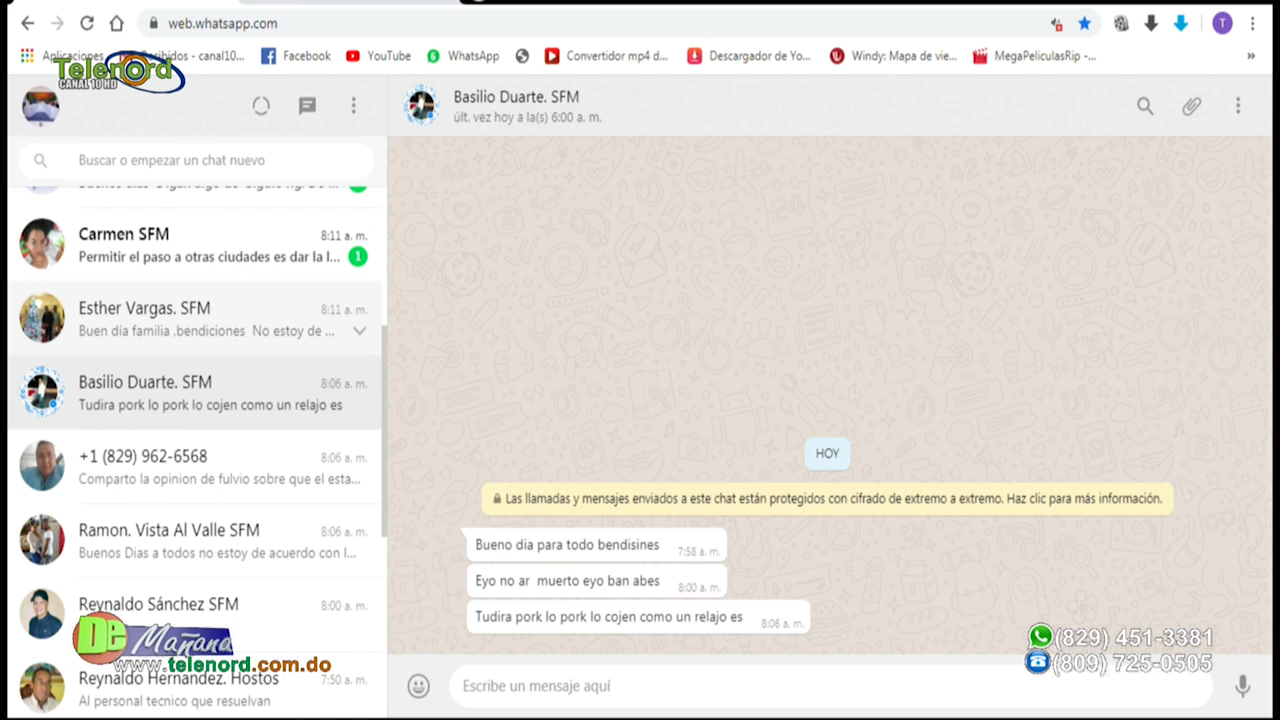 web.whatsapp.com
T
Aplicaciones
Recibidos - canal10...
Facebook
YouTube
WhatsApp
Convertidor mp4 d...
Descargador de Yo...
Windy: Mapa de vie...
MegaPeliculasRip -...
»
Telenord
CANAL 10 HD
Basilio Duarte. SFM
últ. vez hoy a la(s) 6:00 a. m.
Buscar o empezar un chat nuevo
Carmen SFM
8:11 a. m.
Permitir el paso a otras ciudades es dar la l...
1
Esther Vargas. SFM
8:11 a. m.
Buen día familia .bendiciones No estoy de ...
Basilio Duarte. SFM
8:06 a. m.
Tudira pork lo pork lo cojen como un relajo es
+1 (829) 962-6568
8:06 a. m.
Comparto la opinion de fulvio sobre que el esta...
Ramon. Vista Al Valle SFM
8:06 a. m.
Buenos Dias a todos no estoy de acuerdo con l...
Reynaldo Sánchez SFM
8:00 a. m.
De Mañana
www.telenord.com.do
Reynaldo Hernandez. Hostos
7:50 a. m.
Al personal tecnico que resuelvan
HOY
Las llamadas y mensajes enviados a este chat están protegidos con cifrado de extremo a extremo. Haz clic para más información.
Bueno dia para todo bendisines
7:58 a. m.
Eyo no ar muerto eyo ban abes
8:00 a. m.
Tudira pork lo pork lo cojen como un relajo es
8:06 a. m.
(829) 451-3381
(809) 725-0505
Escribe un mensaje aquí